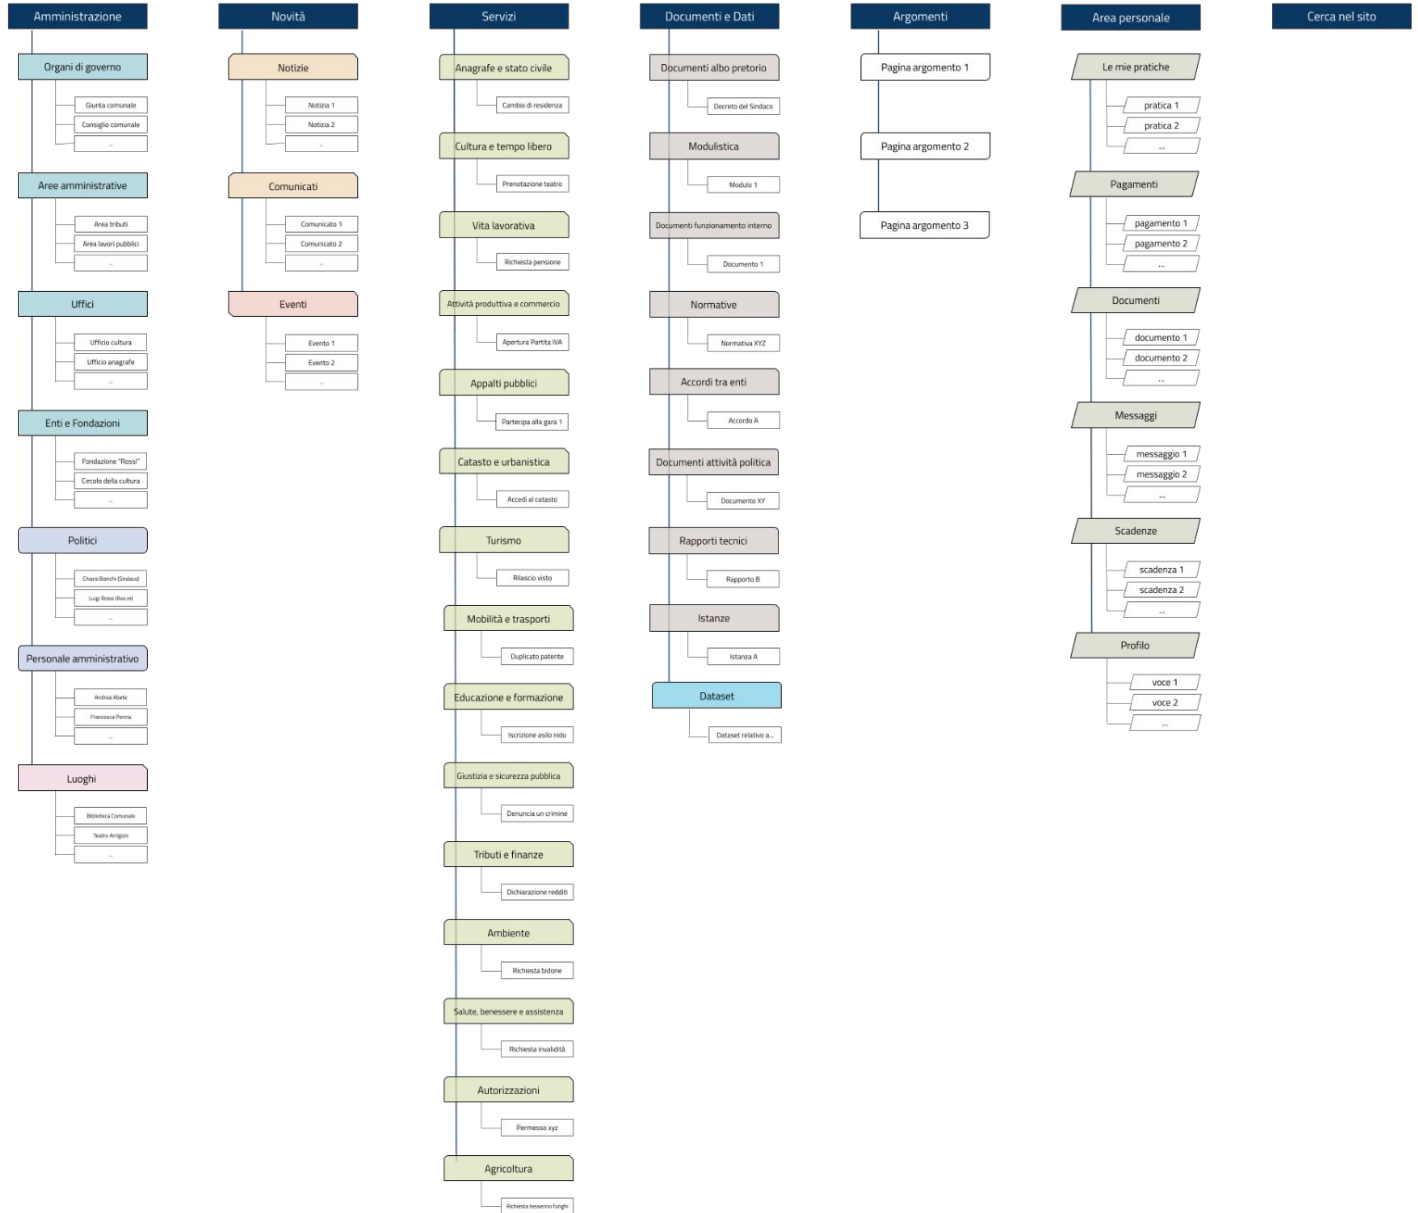 Amministrazione
Organi di governo
Giunta comunale
Consiglio comunale
...
Aree amministrative
Area tributi
Area lavori pubblici
...
Uffici
Ufficio cultura
Ufficio anagrafe
...
Enti e Fondazioni
Fondazione "Rossi"
Circolo della cultura
...
Politici
Chiara Bianchi (Sindaco)
Luigi Rossi
...
Personale amministrativo
Andrea Abete
Francesca Penna
...
Luoghi
Biblioteca Comunale
Teatro Arrigoni
...
Novità
Notizie
Notizia 1
Notizia 2
...
Comunicati
Comunicato 1
Comunicato 2
...
Eventi
Evento 1
Evento 2
...
Servizi
Anagrafe e stato civile
Cambio di residenza
Cultura e tempo libero
Prenotazione teatro
Vita lavorativa
Richiesta pensione
Attività produttiva e commercio
Apertura Partita IVA
Appalti pubblici
Partecipa alla gara 1
Catasto e urbanistica
Accedi al catasto
Turismo
Rilascio visto
Mobilità e trasporti
Duplicato patente
Educazione e formazione
Iscrizione asilo nido
Giustizia e sicurezza pubblica
Denuncia un crimine
Tributi e finanze
Dichiarazione redditi
Ambiente
Richiesta bidone
Salute, benessere e assistenza
Richiesta invalidità
Autorizzazioni
Permesso xyz
Agricoltura
Richiesta tesserino funghi
Documenti e Dati
Documenti albo pretorio
Decreto del Sindaco
Modulistica
Modulo 1
Documenti funzionamento interno
Documento 1
Normative
Normativa XYZ
Accordi tra enti
Accordo A
Documenti attività politica
Documento XY
Rapporti tecnici
Rapporto B
Istanze
Istanza A
Dataset
Dataset relativo a...
Argomenti
Pagina argomento 1
Pagina argomento 2
Pagina argomento 3
Area personale
Le mie pratiche
pratica 1
pratica 2
...
Pagamenti
pagamento 1
pagamento 2
...
Documenti
documento 1
documento 2
...
Messaggi
messaggio 1
messaggio 2
...
Scadenze
scadenza 1
scadenza 2
...
Profilo
voce 1
voce 2
...
Cerca nel sito